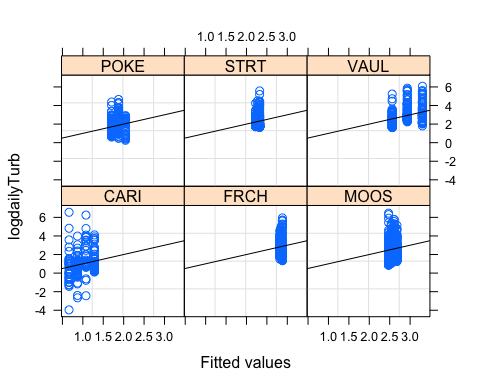 1.0 1.5 2.0 2.5 3.0
POKE STRT VAUL
6
4
2
0
-2
-4
logdailyTurb
CARI FRCH MOOS
6
4
2
0
-2
-4
1.0 1.5 2.0 2.5 3.0 1.0 1.5 2.0 2.5 3.0
Fitted values